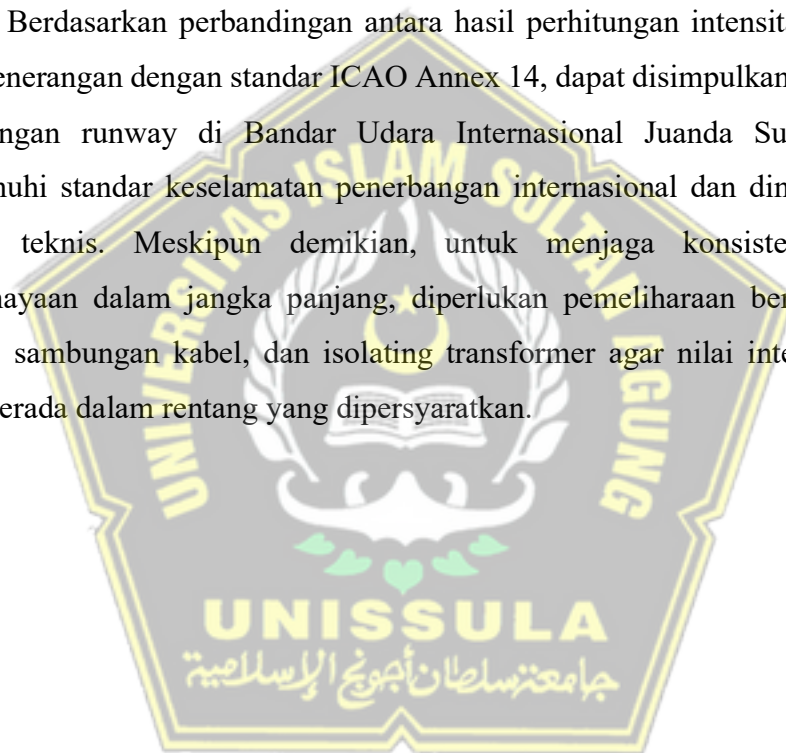 Berdasarkan perbandingan antara hasil perhitungan intensita
enerangan dengan standar ICAO Annex 14, dapat disimpulkan
ngan runway di Bandar Udara Internasional Juanda Su
nuhi standar keselamatan penerbangan internasional dan din
teknis. Meskipun demikian, untuk menjaga konsiste
nayaan dalam jangka panjang, diperlukan pemeliharaan ber
sambungan kabel, dan isolating transformer agar nilai inte
erada dalam rentang yang dipersyaratkan.
UNIVERSITAS ISLAM SULTAN AGUNG
UNISSULA
جامعة سلطان أجونج الإسلامية